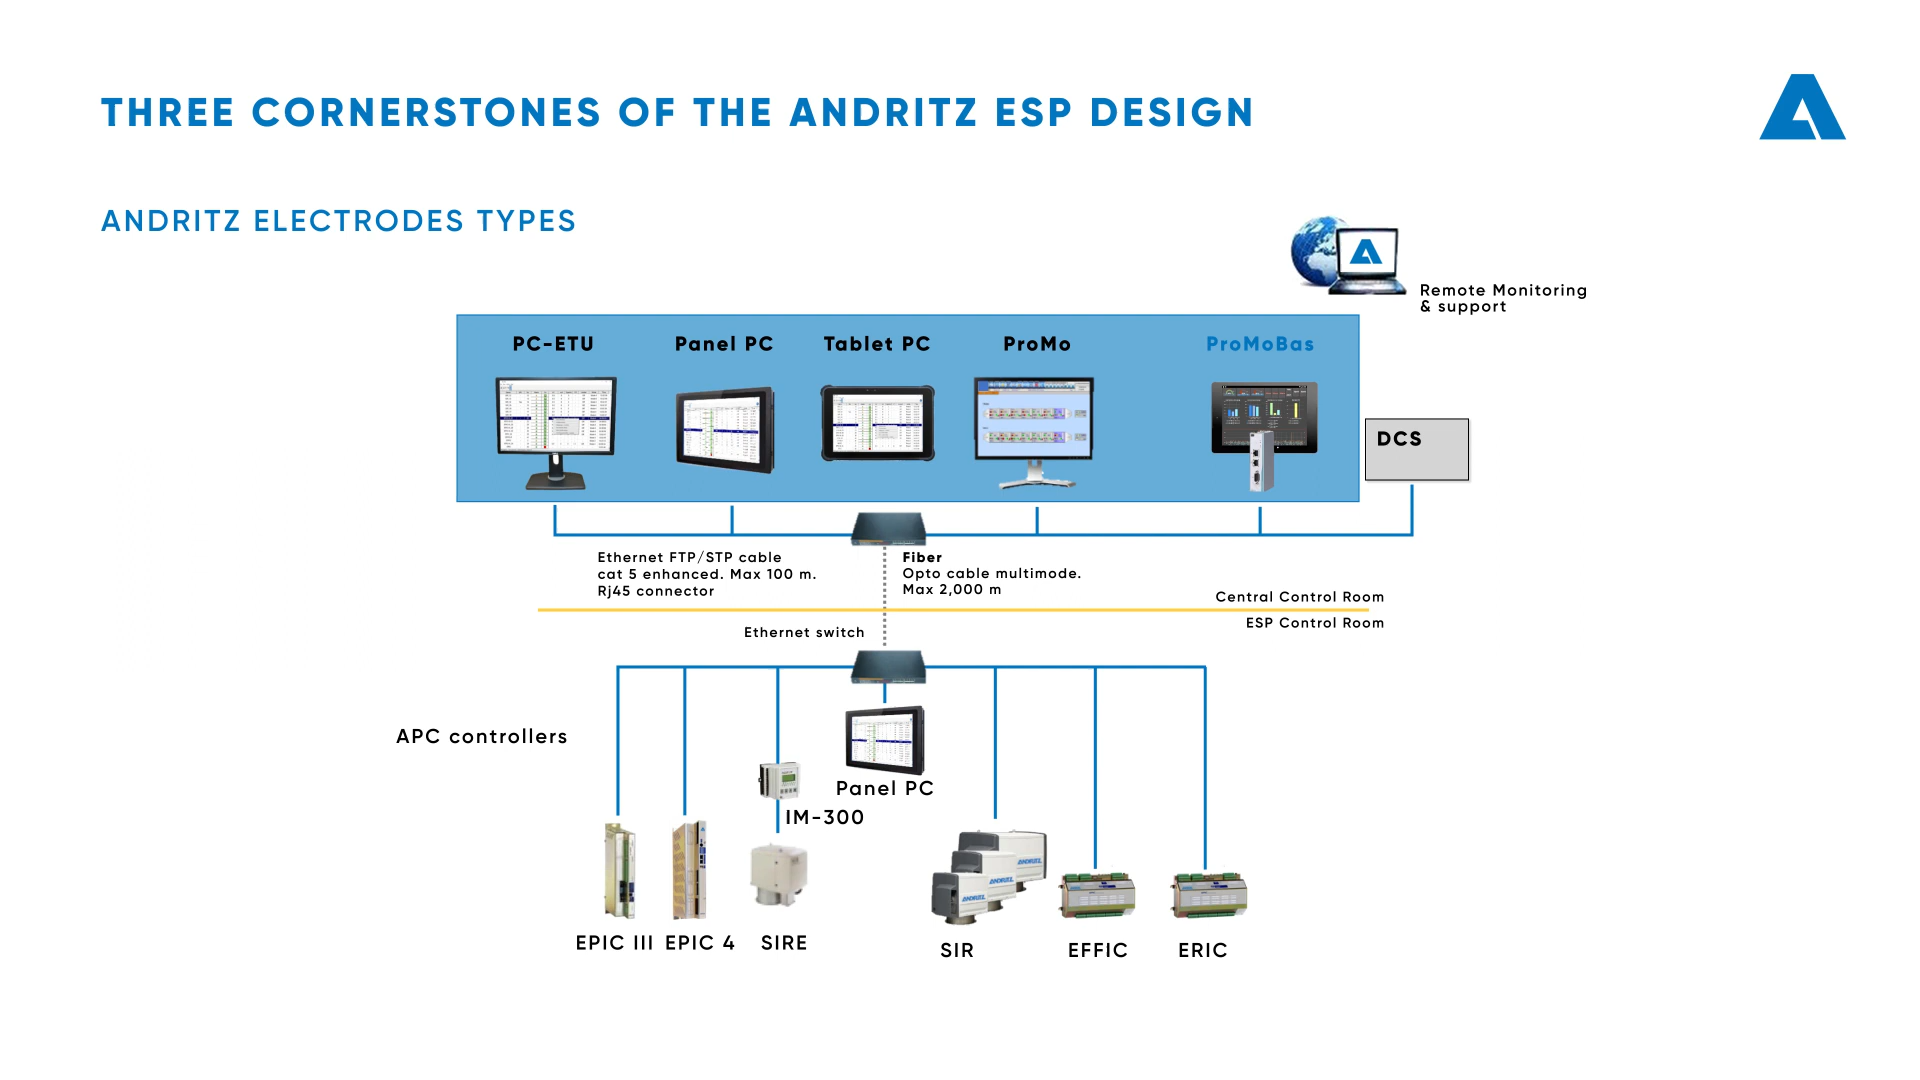 THREE CORNERSTONES OF THE ANDRITZ ESP DESIGN
ANDRITZ ELECTRODES TYPES
Remote Monitoring
& support
PC-ETU
Panel PC
Tablet PC
ProMo
ProMoBas
DCS
Ethernet FTP/STP cable
cat 5 enhanced. Max 100 m.
Rj45 connector
Fiber
Opto cable multimode.
Max 2,000 m
Central Control Room
ESP Control Room
Ethernet switch
APC controllers
Panel PC
IM-300
EPIC III
EPIC 4
SIRE
SIR
EFFIC
ERIC